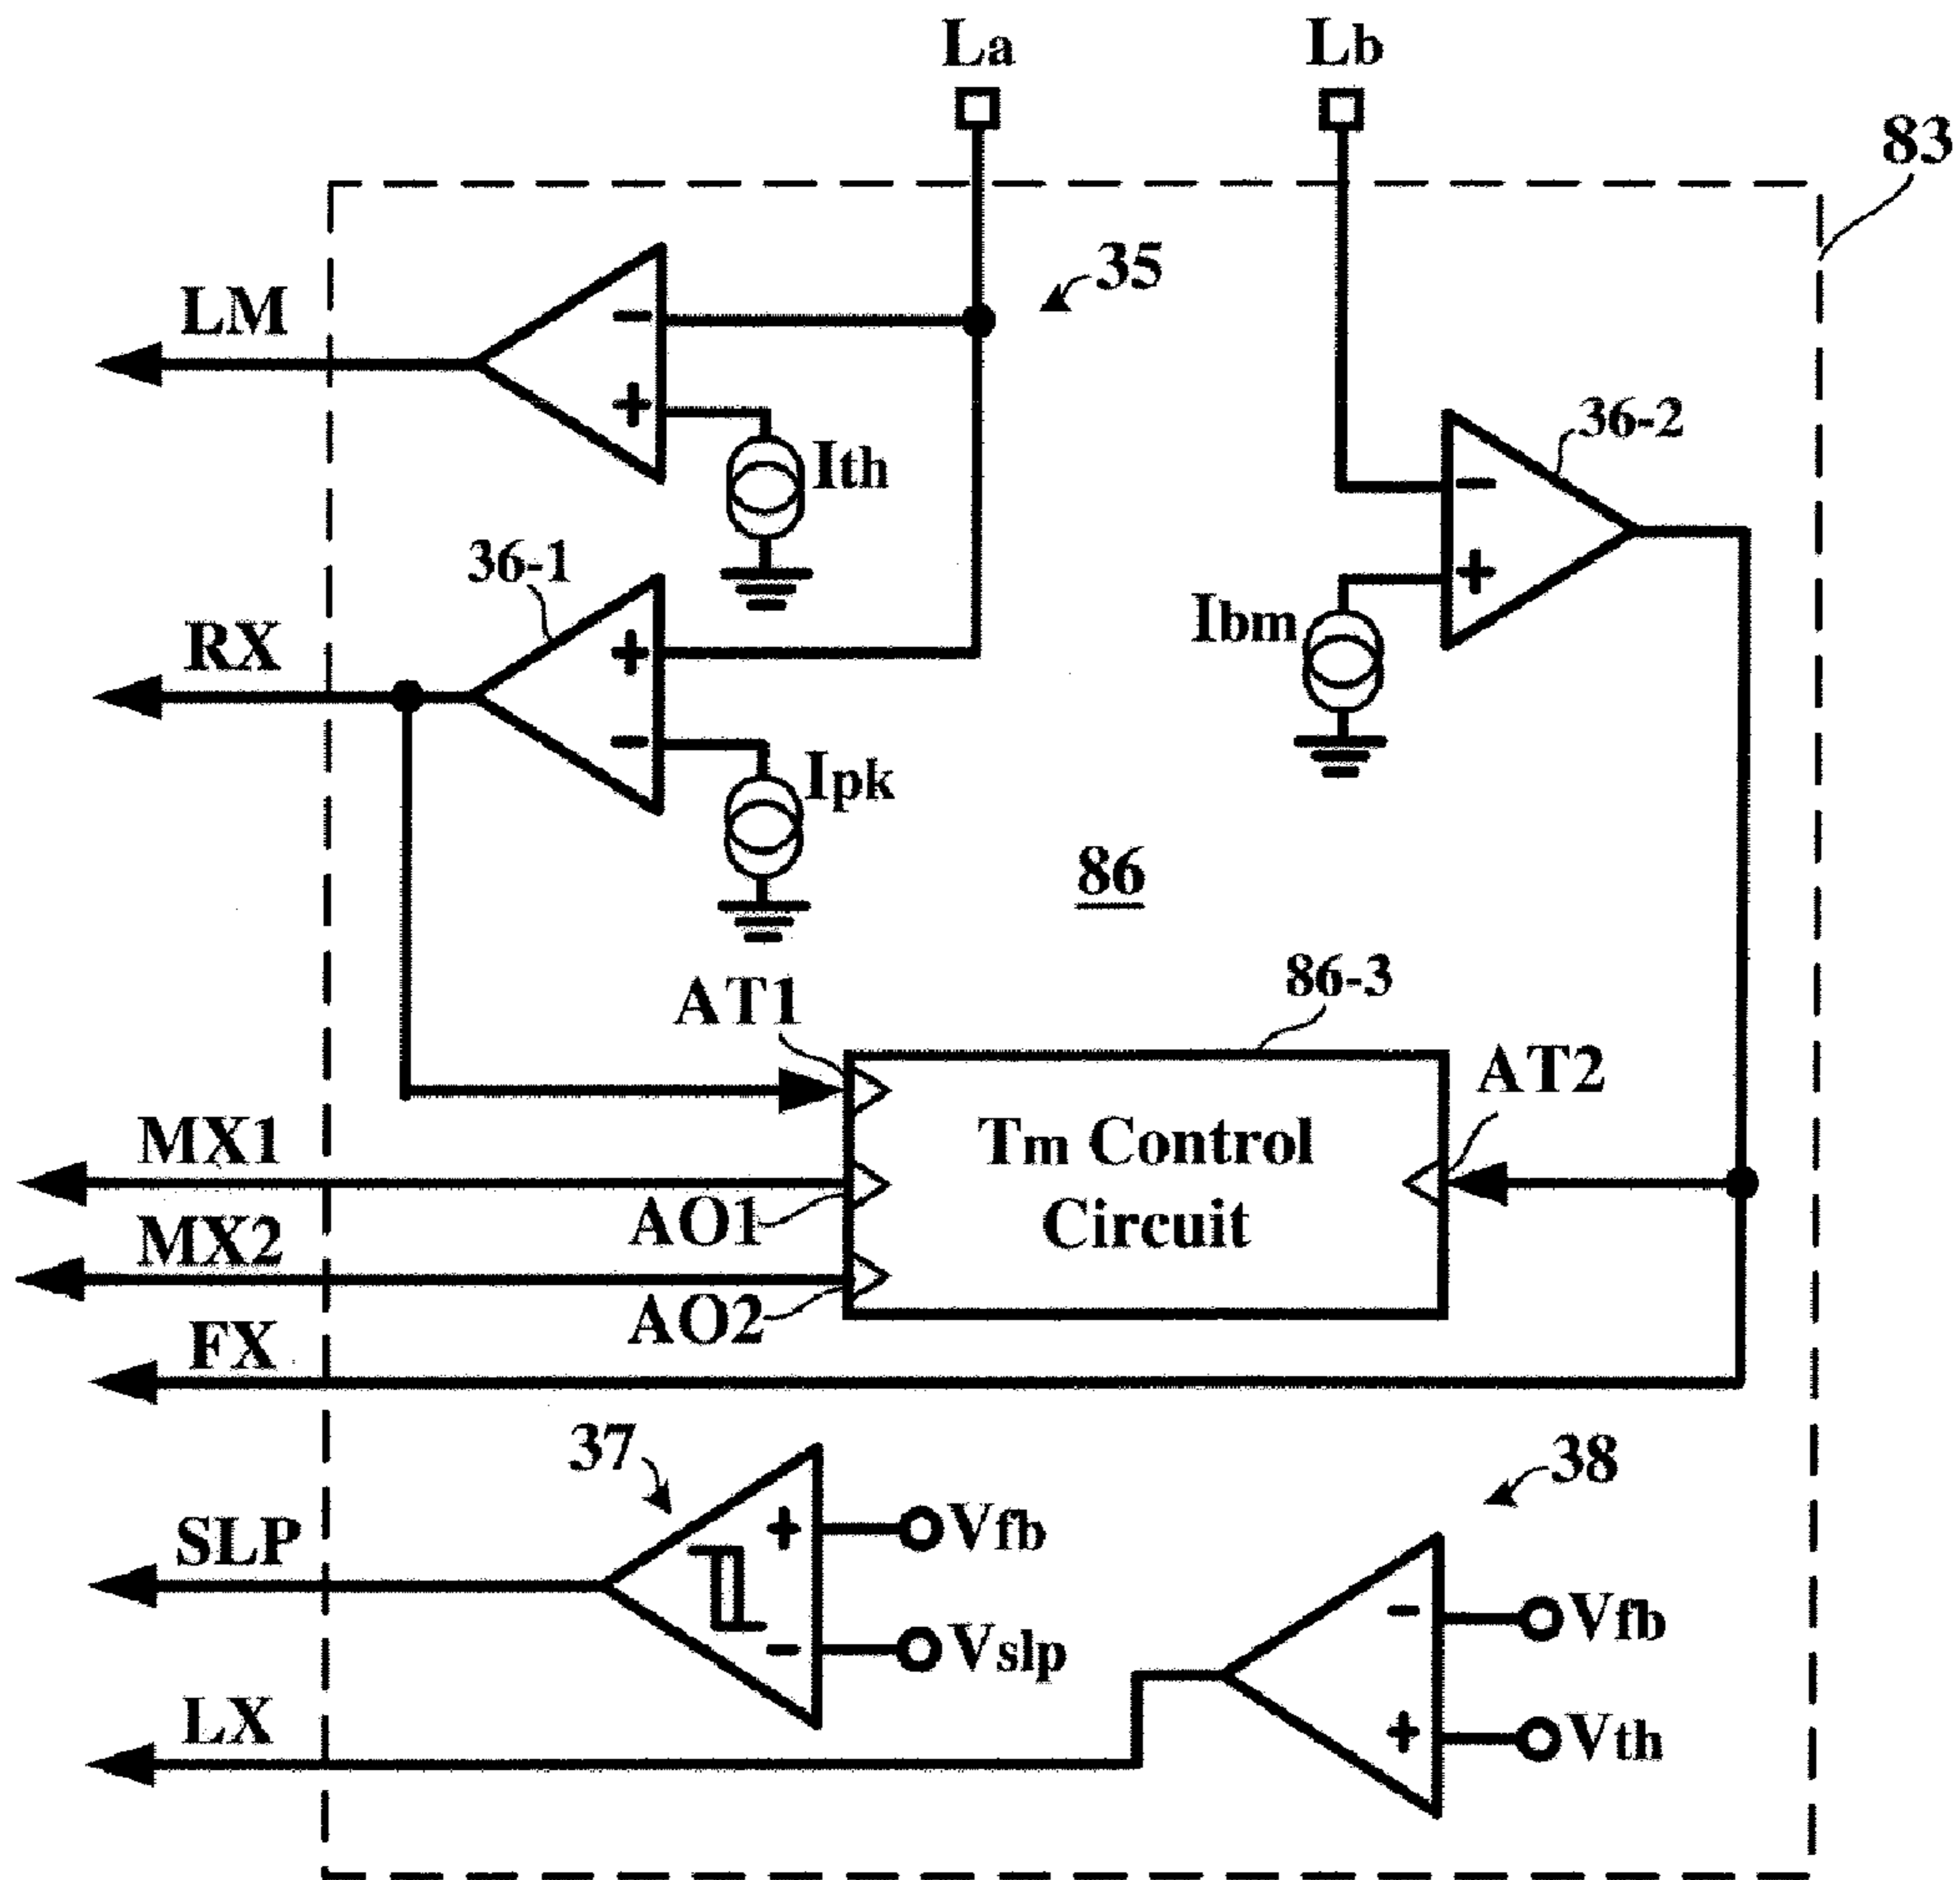 La
Lb
83
35
LM
-
+
Ith
36-2
-
+
36-1
Ibm
RX
+
-
Ipk
86
86-3
AT1
AT2
Tm Control
Circuit
MX1
AO1
MX2
AO2
FX
37
38
SLP
+
Vfb
-
Vslp
-
Vfb
LX
+
Vth